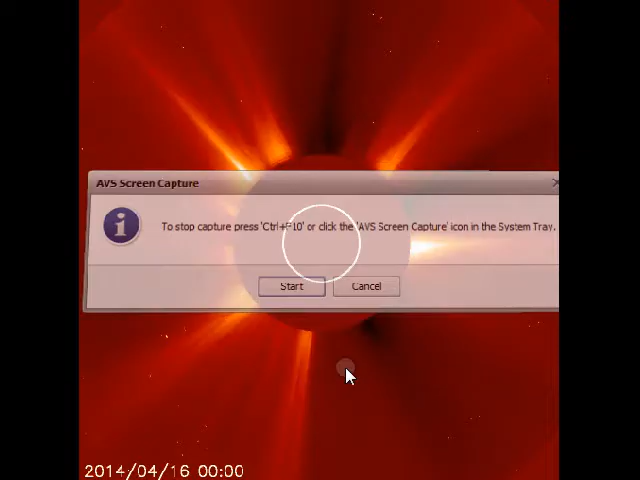 AVS Screen Capture
To stop capture press 'Ctrl+F10' or click the 'AVS Screen Capture' icon in the System Tray.
Start Cancel
2014/04/16 00:00